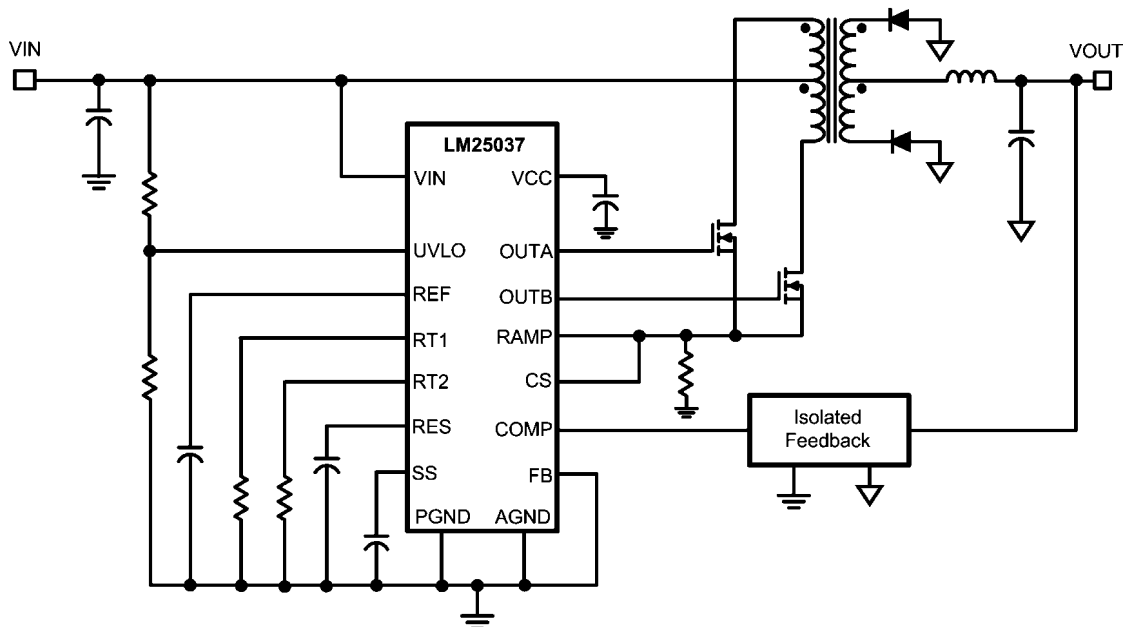 VIN
VOUT
LM25037
VIN
VCC
UVLO
OUTA
REF
OUTB
RT1
RAMP
RT2
CS
RES
COMP
SS
FB
PGND
AGND
Isolated
Feedback